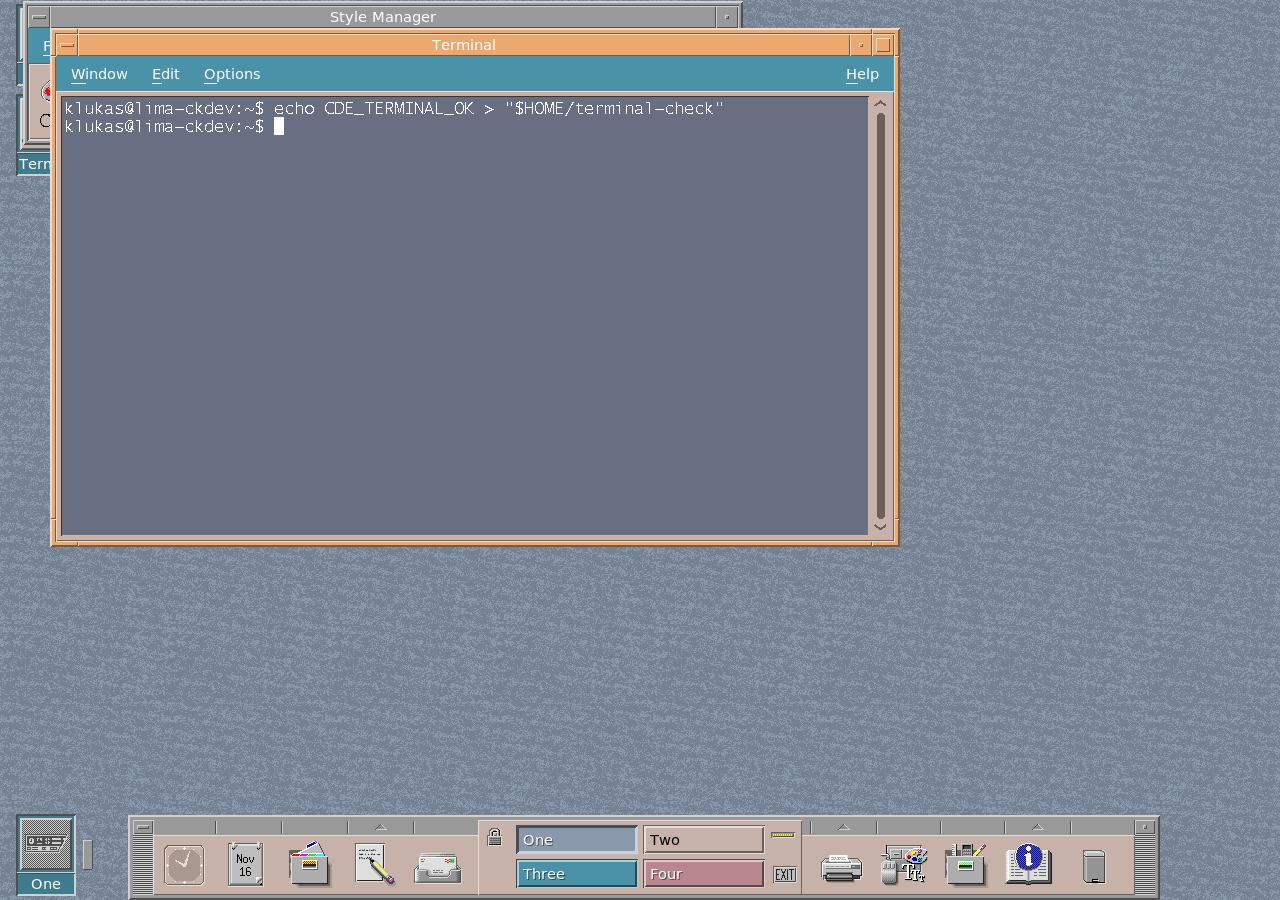 Style Manager
Terminal
Window Edit Options Help
klukas@lima-ckdev:~$ echo CDE_TERMINAL_OK > "$HOME/terminal-check"
klukas@lima-ckdev:~$
One Two
Three Four
EXIT
Nov
16
One